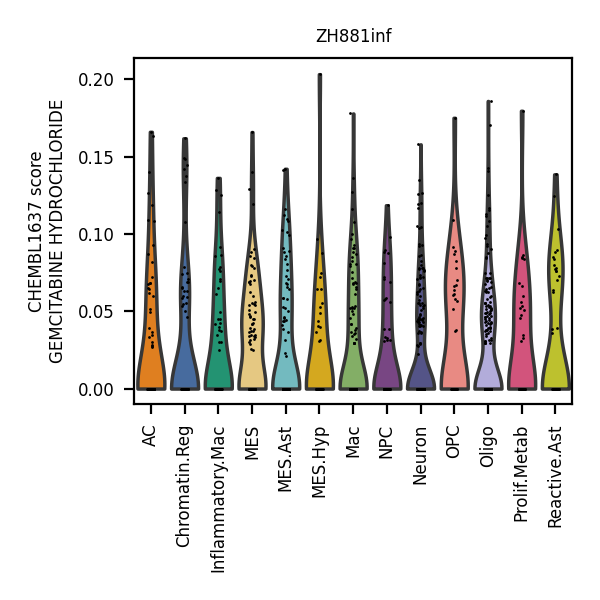 ZH881inf
CHEMBL1637 score
GEMCITABINE HYDROCHLORIDE
0.20
0.15
0.10
0.05
0.00
AC
Chromatin.Reg
Inflammatory.Mac
MES
MES.Ast
MES.Hyp
Mac
NPC
Neuron
OPC
Oligo
Prolif.Metab
Reactive.Ast